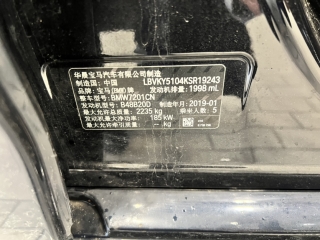 华晨宝马汽车有限公司制造
制造国：中国 LBVKY5104KSR19243
品牌：宝马(BMW)牌 发动机排量：1998 mL
整车型号：BMW7201CN
发动机型号：B48B20D 制造年月：2019-01
最大允许总质量：2235 kg 乘坐人数：5
发动机最大净功率：185 kW
最大允许牵引总质量： kg